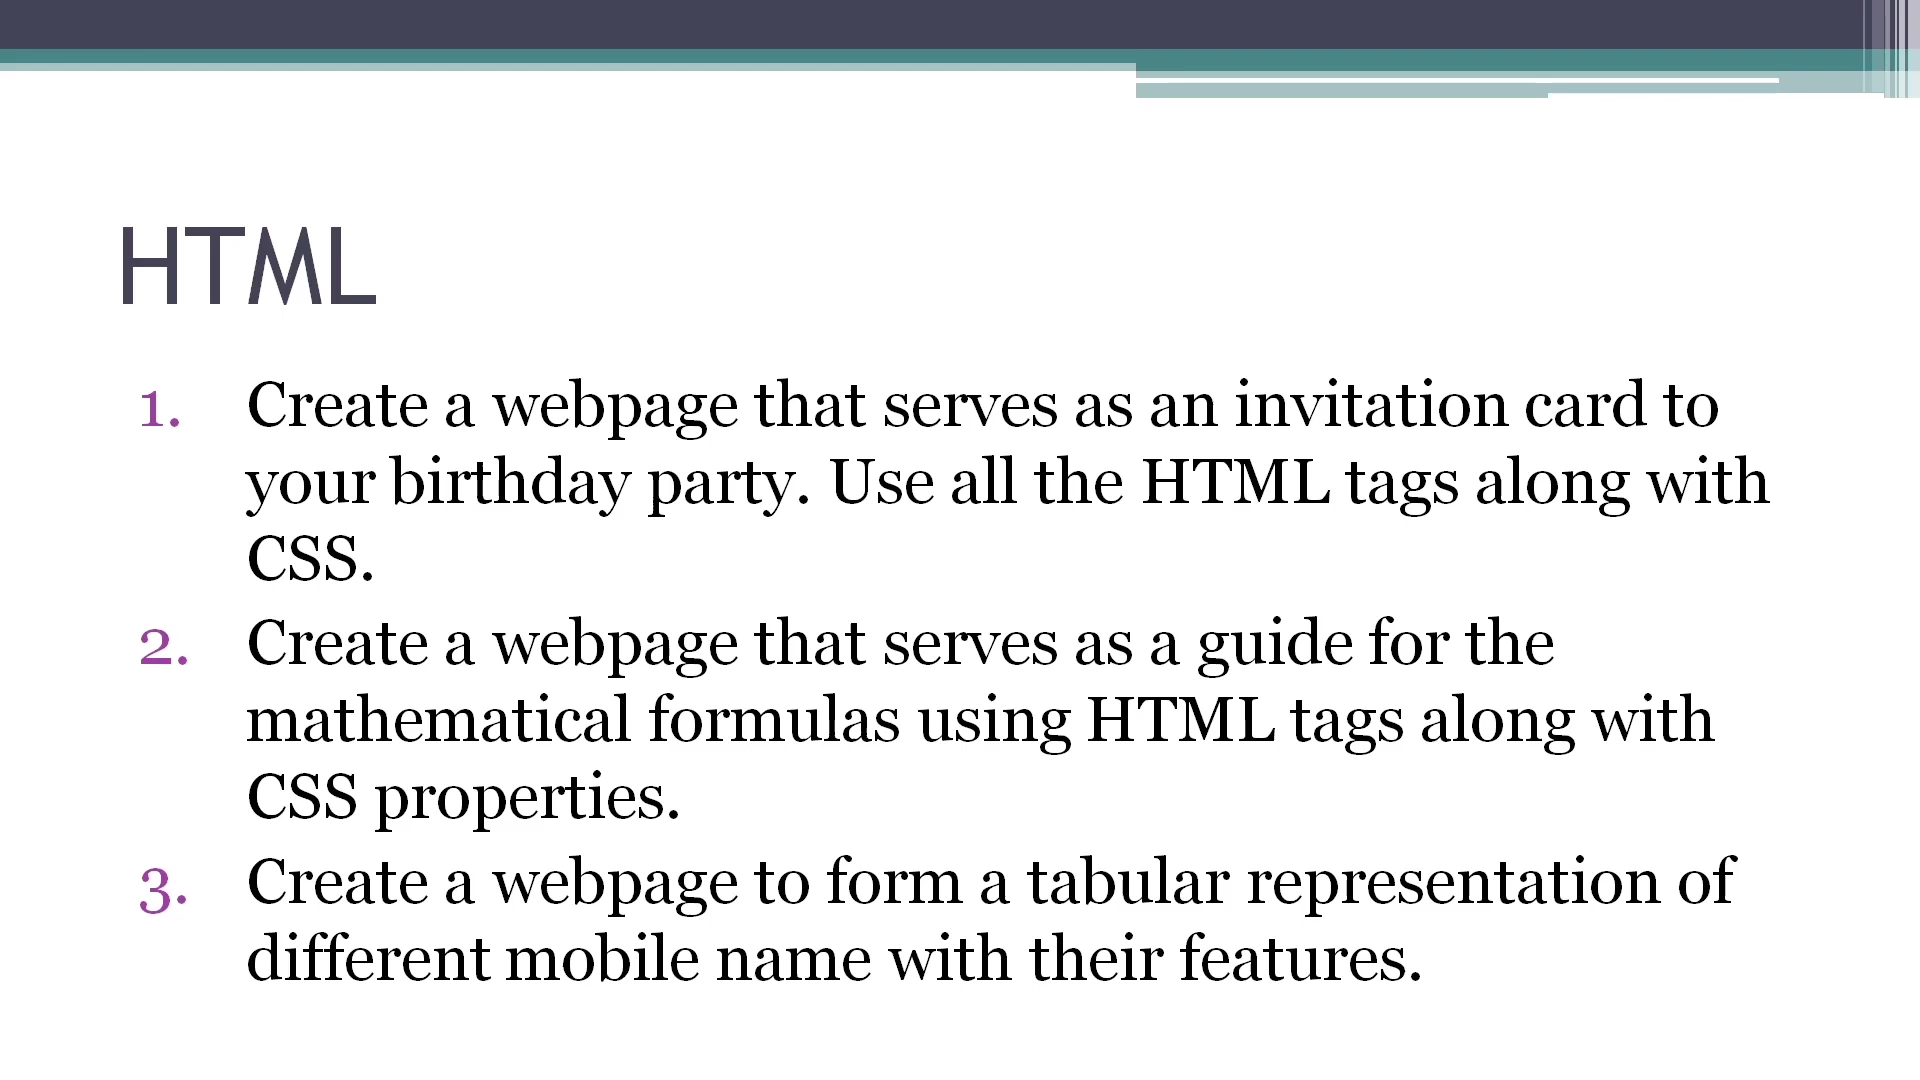 HTML
1. Create a webpage that serves as an invitation card to
your birthday party. Use all the HTML tags along with
CSS.
2. Create a webpage that serves as a guide for the
mathematical formulas using HTML tags along with
CSS properties.
3. Create a webpage to form a tabular representation of
different mobile name with their features.